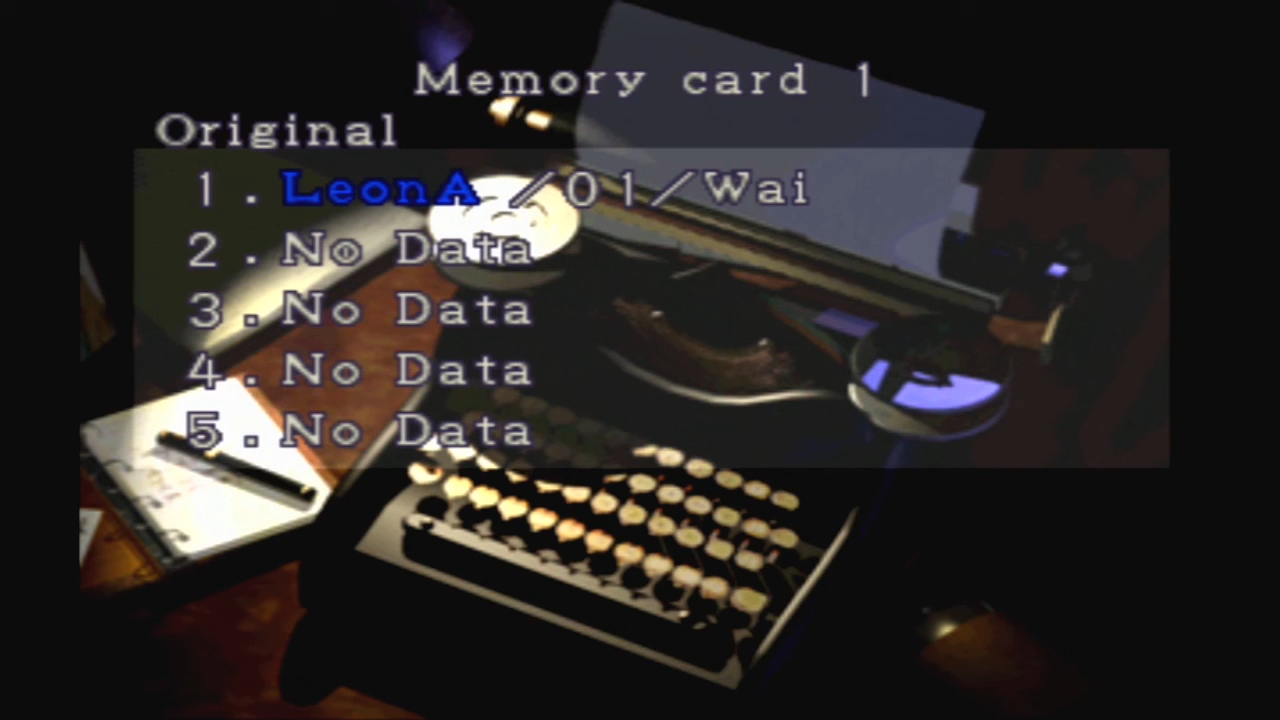 Memory card 1
Original
1.LeonA /01/Wai
2.No Data
3.No Data
4.No Data
5.No Data